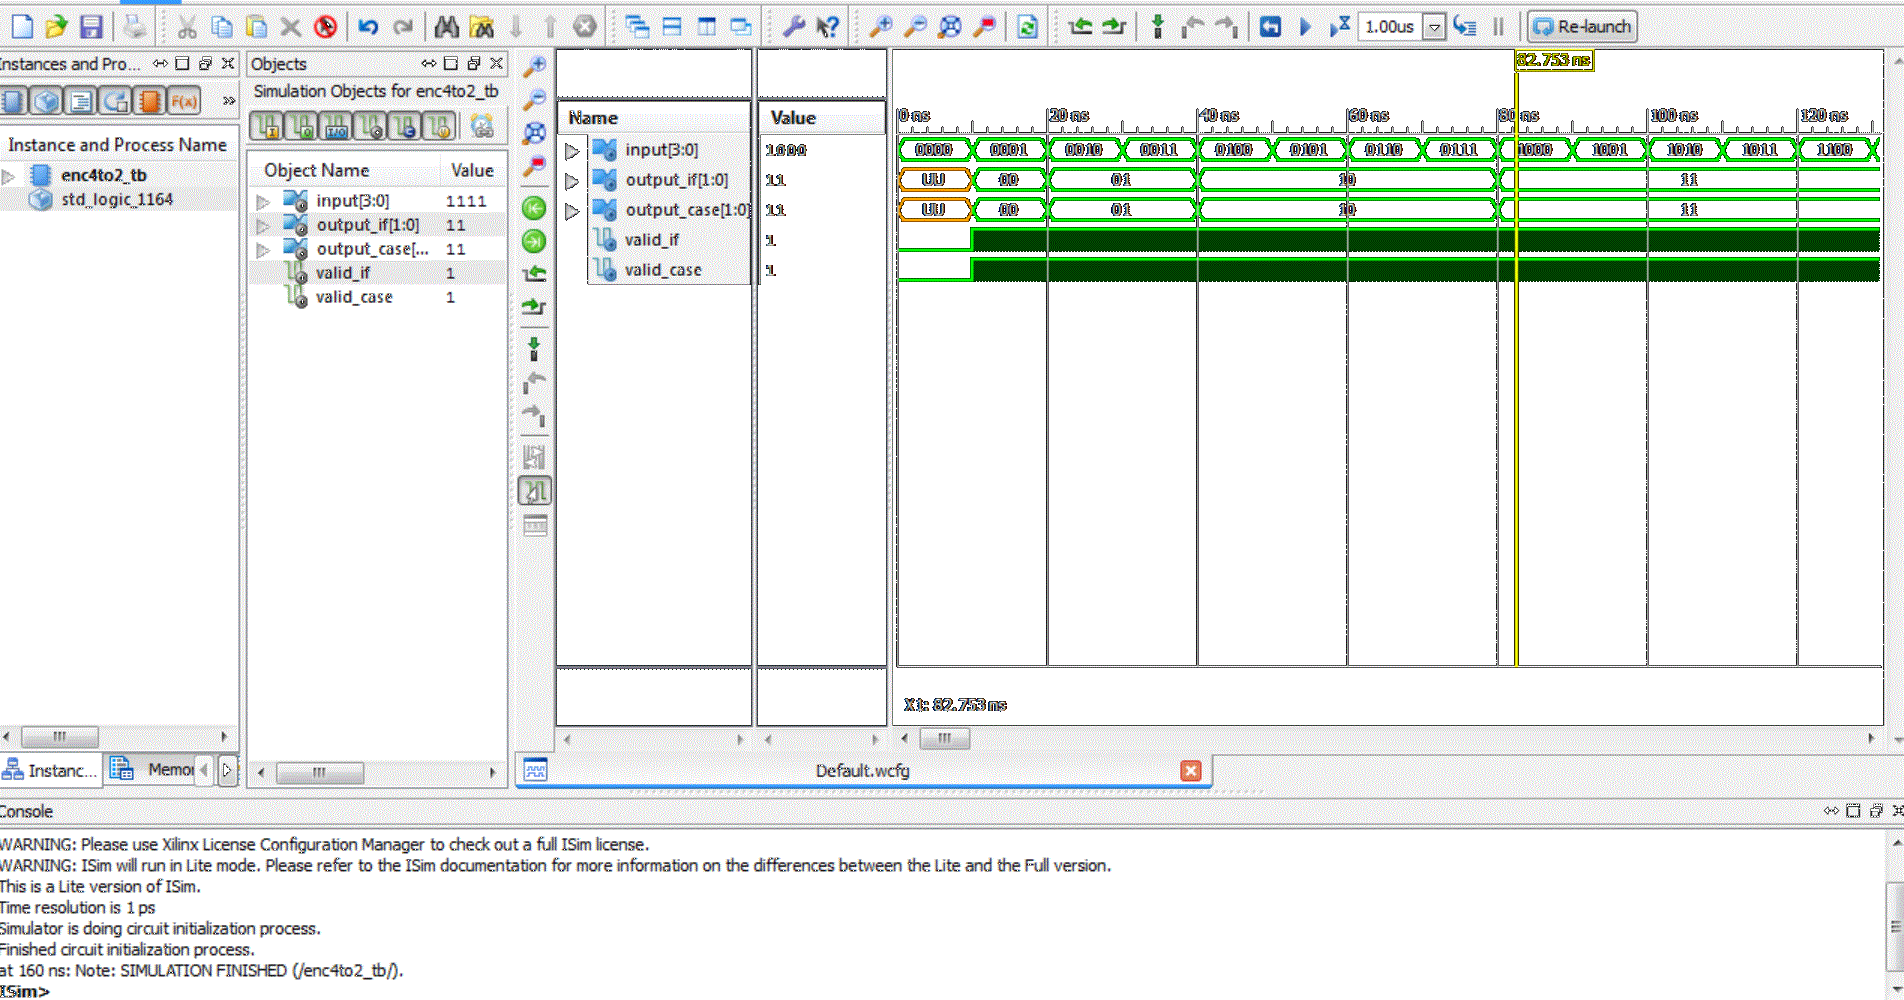 1.00us
Re-launch
Instances and Pro...
F(x)
»
Instance and Process Name
enc4to2_tb
std_logic_1164
Instanc...
Memor
Objects
Simulation Objects for enc4to2_tb
Object Name Value
input[3:0] 1111
output_if[1:0] 11
output_case[... 11
valid_if 1
valid_case 1
Name Value
input[3:0] 1000
output_if[1:0] 11
output_case[1:0] 11
valid_if 1
valid_case 1
82.753 ns
0 ns 20 ns 40 ns 60 ns 80 ns 100 ns 120 ns
0000 0001 0010 0011 0100 0101 0110 0111 1000 1001 1010 1011 1100
UU 00 01 10 11
UU 00 01 10 11
X1: 82.753 ns
Default.wcfg
Console
WARNING: Please use Xilinx License Configuration Manager to check out a full ISim license.
WARNING: ISim will run in Lite mode. Please refer to the ISim documentation for more information on the differences between the Lite and the Full version.
This is a Lite version of ISim.
Time resolution is 1 ps
Simulator is doing circuit initialization process.
Finished circuit initialization process.
at 160 ns: Note: SIMULATION FINISHED (/enc4to2_tb/).
ISim>